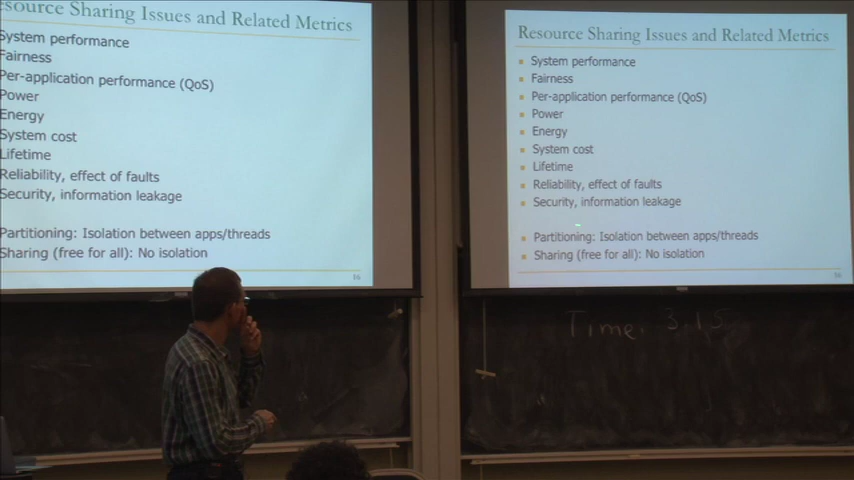 esource Sharing Issues and Related Metrics
System performance
Fairness
Per-application performance (QoS)
Power
Energy
System cost
Lifetime
Reliability, effect of faults
Security, information leakage
Partitioning: Isolation between apps/threads
Sharing (free for all): No isolation
86
Resource Sharing Issues and Related Metrics
System performance
Fairness
Per-application performance (QoS)
Power
Energy
System cost
Lifetime
Reliability, effect of faults
Security, information leakage
Partitioning: Isolation between apps/threads
Sharing (free for all): No isolation
Time. 3.15